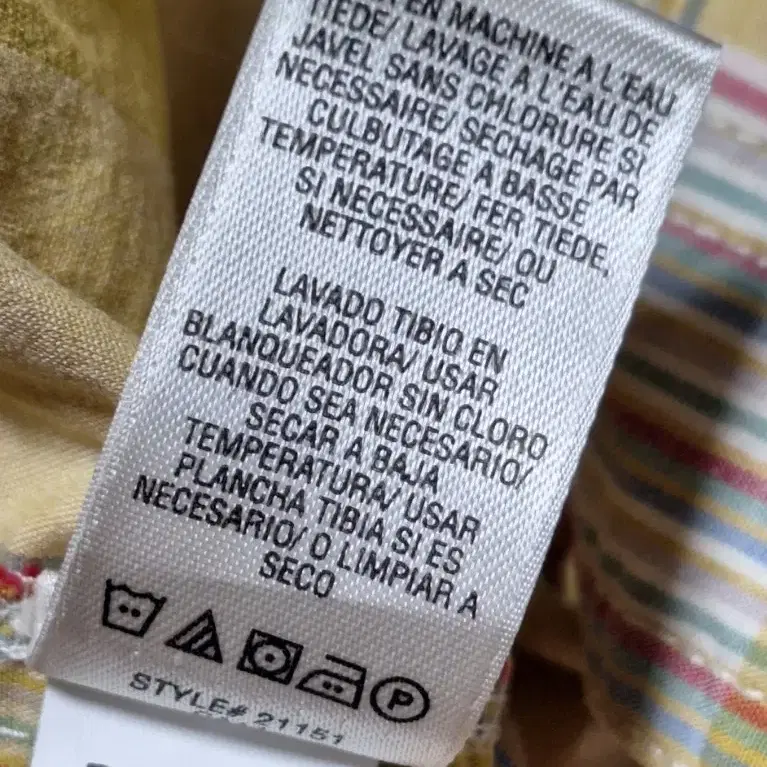 EN MACHINE A L'EAU
TIEDE/ LAVAGE A L'EAU DE
JAVEL SANS CHLORURE SI
NECESSAIRE/ SECHAGE PAR
CULBUTAGE A BASSE
TEMPERATURE/ FER TIEDE,
SI NECESSAIRE/ OU
NETTOYER A SEC
LAVADO TIBIO EN
LAVADORA/ USAR
BLANQUEADOR SIN CLORO
CUANDO SEA NECESARIO/
SECAR A BAJA
TEMPERATURA/ USAR
PLANCHA TIBIA SI ES
NECESARIO/ O LIMPIAR A
SECO
P
STYLE# 21151